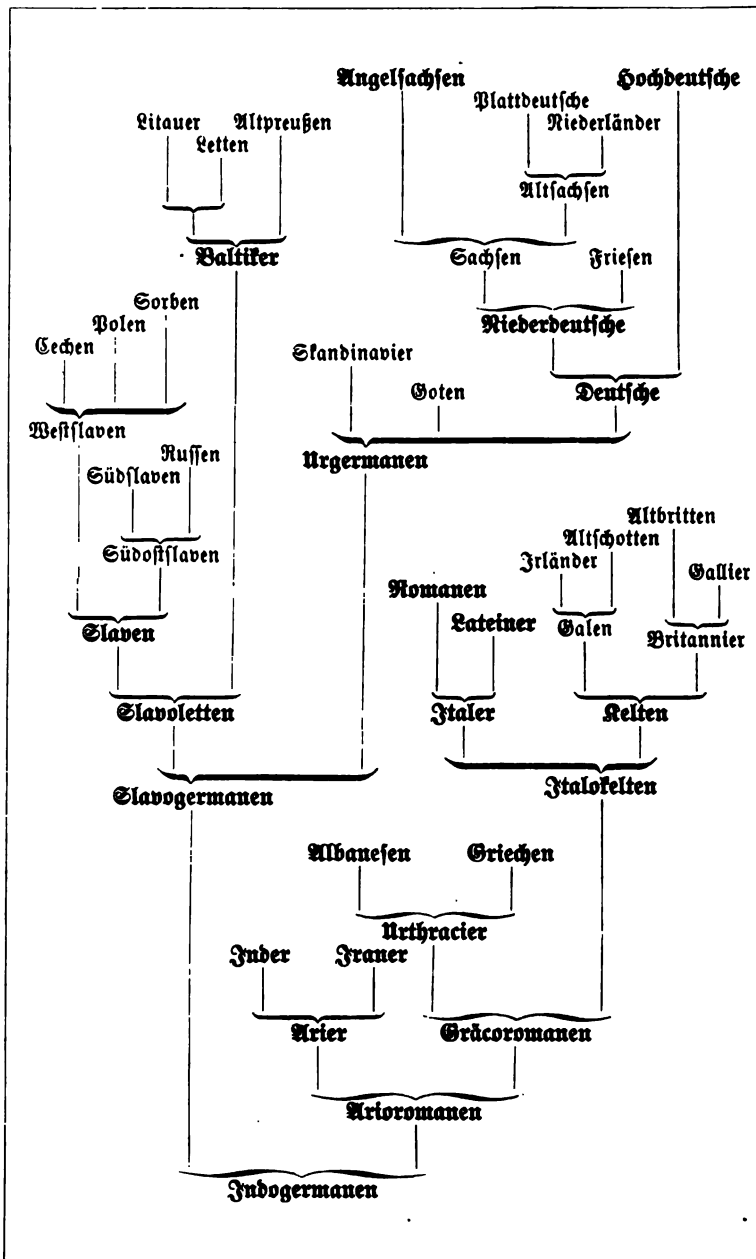 Angelsachsen Hochdeutsche
Plattdeutsche
Litauer Altpreußen Niederländer
Letten
Altsachsen
Baltiker Sachsen Friesen
Sorben
Polen Niederdeutsche
Cechen Skandinavier
Goten Deutsche
Westslaven
Russen Urgermanen
Südslaven
Altbritten
Südostslaven Altschotten
Irländer
Gallier
Romanen
Slaven Lateiner Galen
Britannier
Slavoletten Italer Kelten
Slavogermanen Italokelten
Albanesen Griechen
Urthracier
Inder Iraner
Arier Gräcoromanen
Arioromanen
Indogermanen